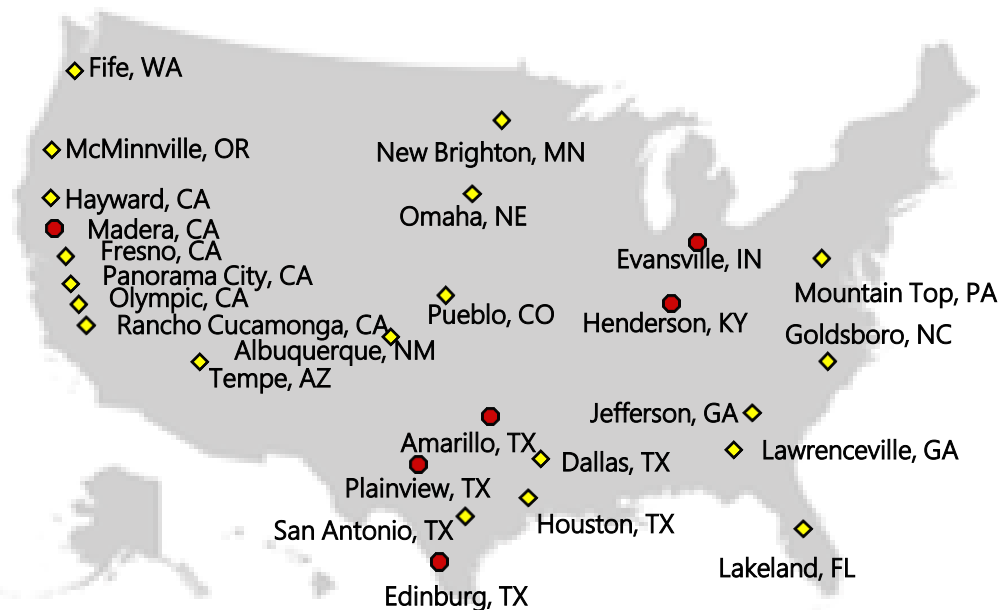 Fife, WA
McMinnville, OR
New Brighton, MN
Hayward, CA
Omaha, NE
Madera, CA
Fresno, CA
Evansville, IN
Panorama City, CA
Olympic, CA
Mountain Top, PA
Pueblo, CO
Rancho Cucamonga, CA
Henderson, KY
Goldsboro, NC
Albuquerque, NM
Tempe, AZ
Jefferson, GA
Amarillo, TX
Lawrenceville, GA
Dallas, TX
Plainview, TX
Houston, TX
San Antonio, TX
Lakeland, FL
Edinburg, TX